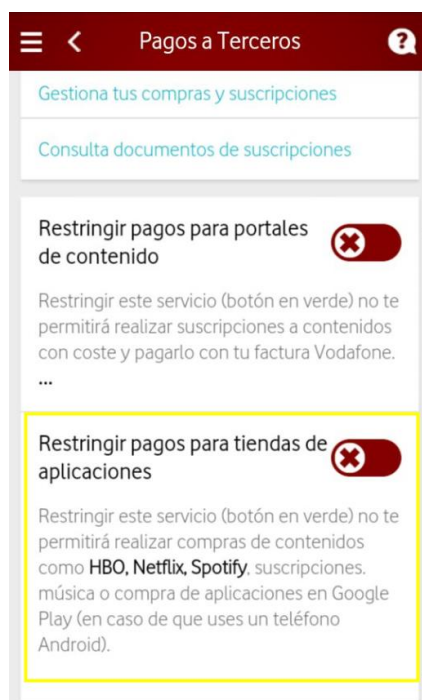 Pagos a Terceros
Gestiona tus compras y suscripciones
Consulta documentos de suscripciones
Restringir pagos para portales
de contenido
Restringir este servicio (botón en verde) no te
permitirá realizar suscripciones a contenidos
con coste y pagarlo con tu factura Vodafone.
...
Restringir pagos para tiendas de
aplicaciones
Restringir este servicio (botón en verde) no te
permitirá realizar compras de contenidos
como HBO, Netflix, Spotify, suscripciones.
música o compra de aplicaciones en Google
Play (en caso de que uses un teléfono
Android).